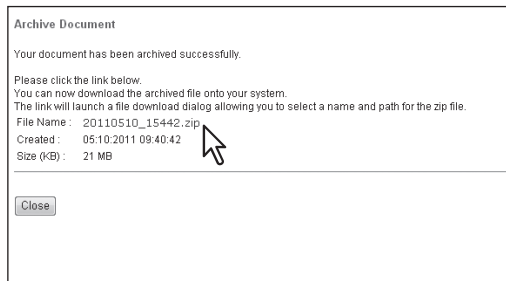 Archive Document
Your document has been archived successfully.
Please click the link below.
You can now download the archived file onto your system.
The link will launch a file download dialog allowing you to select a name and path for the zip file.
File Name : 20110510_15442.zip
Created : 05:10:2011 09:40:42
Size (KB) : 21 MB
Close